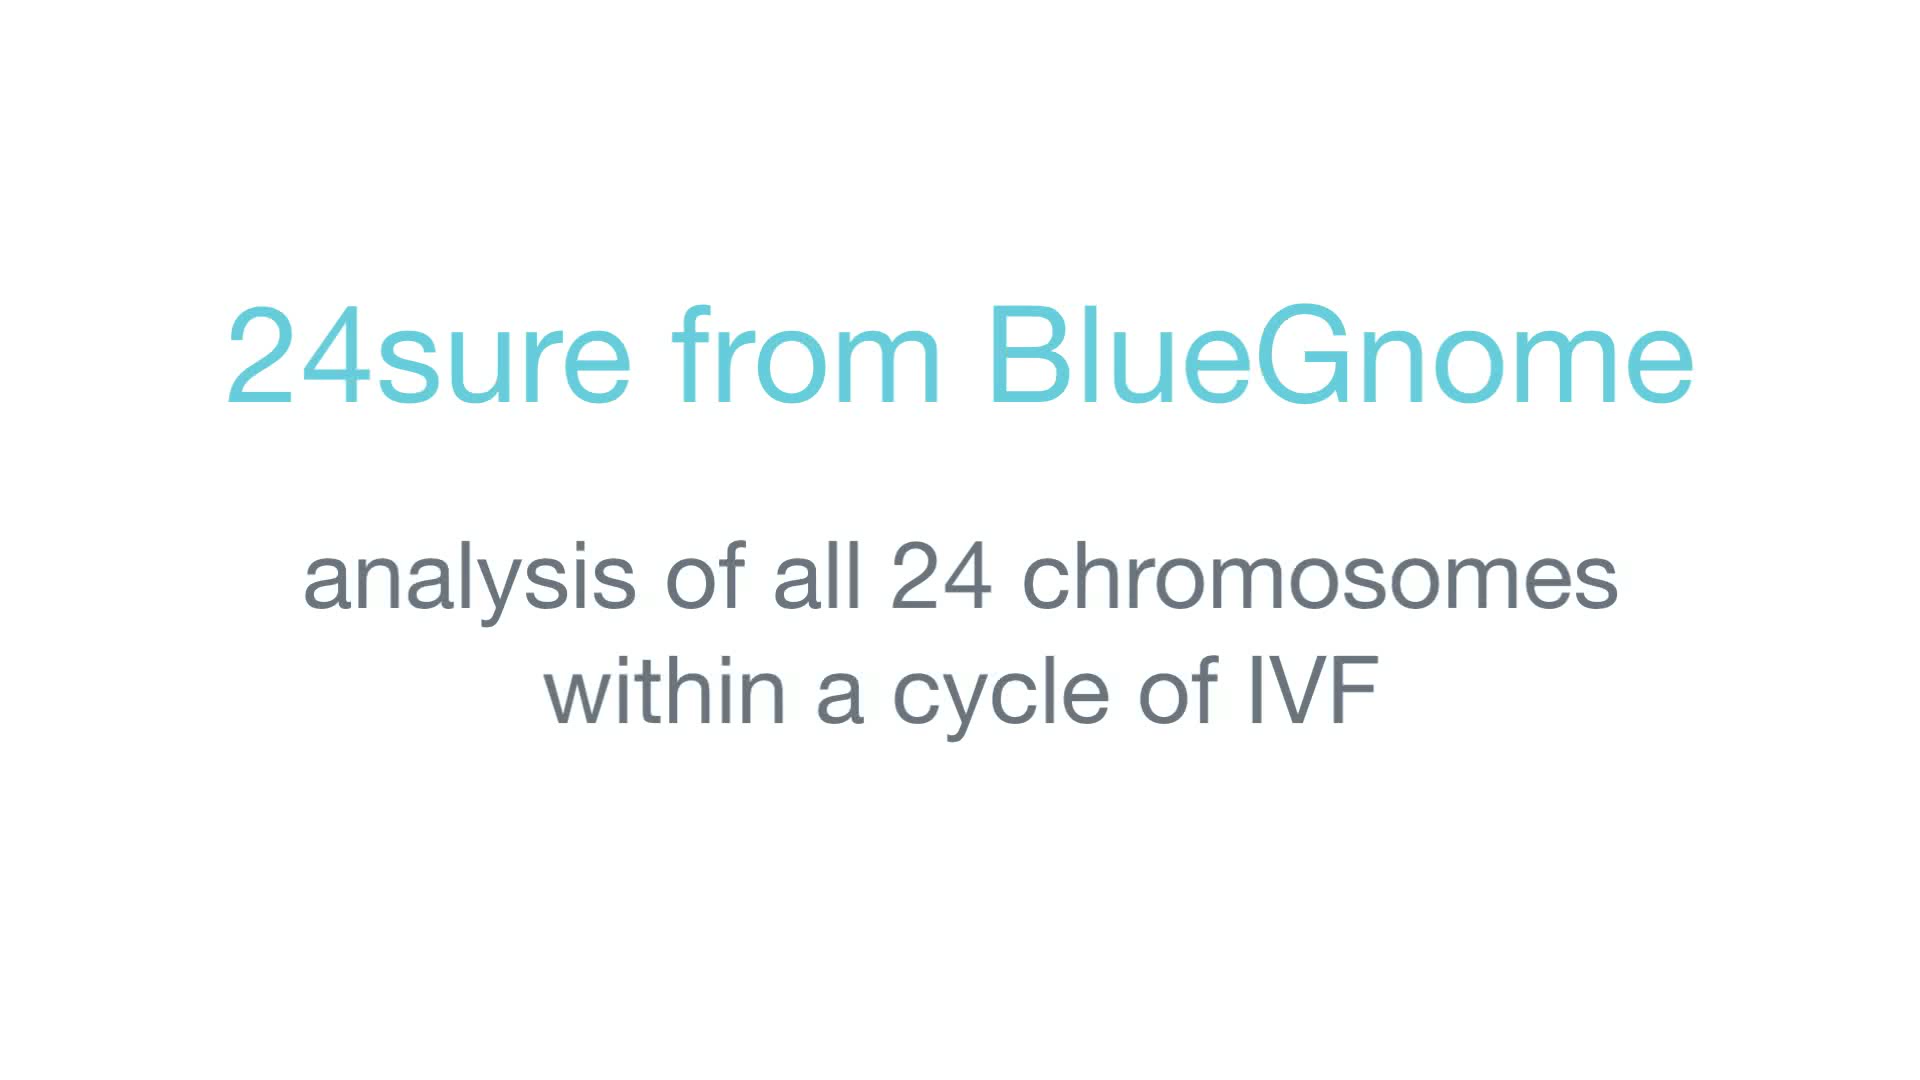 24sure from BlueGnome
analysis of all 24 chromosomes
within a cycle of IVF